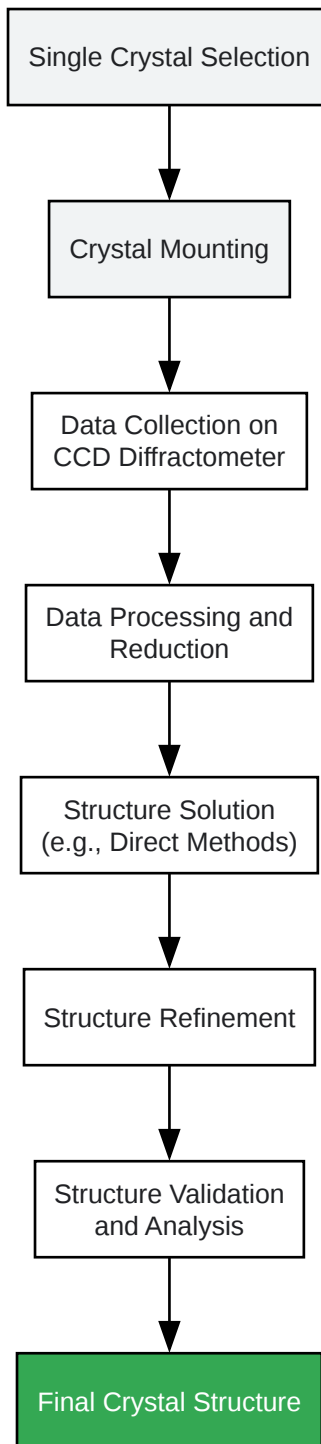 Single Crystal Selection
Crystal Mounting
Data Collection on
CCD Diffractometer
Data Processing and
Reduction
Structure Solution
(e.g., Direct Methods)
Structure Refinement
Structure Validation
and Analysis
Final Crystal Structure